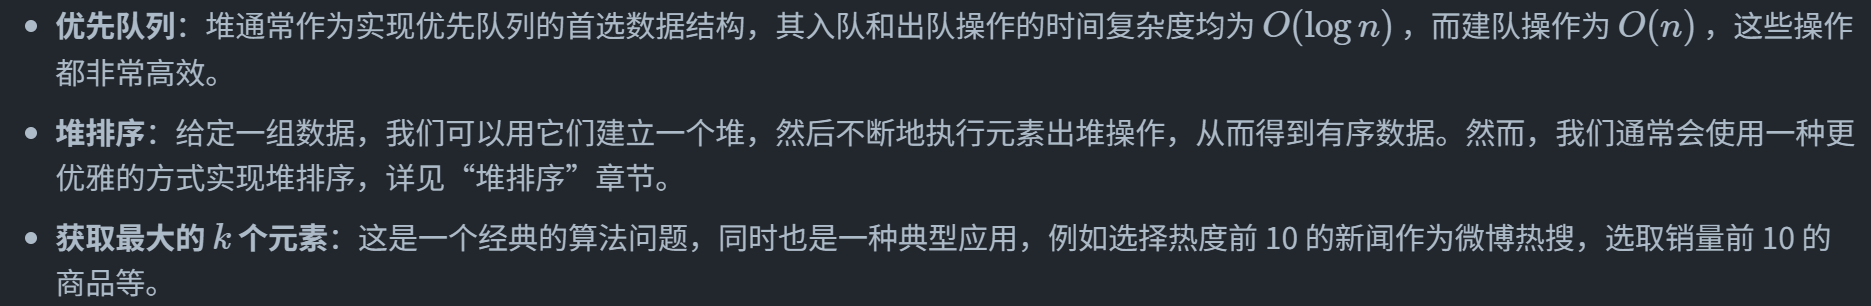 • 优先队列：堆通常作为实现优先队列的首选数据结构，其入队和出队操作的时间复杂度均为 O(log n) ，而建队操作为 O(n) ，这些操作
都非常高效。
• 堆排序：给定一组数据，我们可以用它们建立一个堆，然后不断地执行元素出堆操作，从而得到有序数据。然而，我们通常会使用一种更
优雅的方式实现堆排序，详见“堆排序”章节。
• 获取最大的 k 个元素：这是一个经典的算法问题，同时也是一种典型应用，例如选择热度前 10 的新闻作为微博热搜，选取销量前 10 的
商品等。